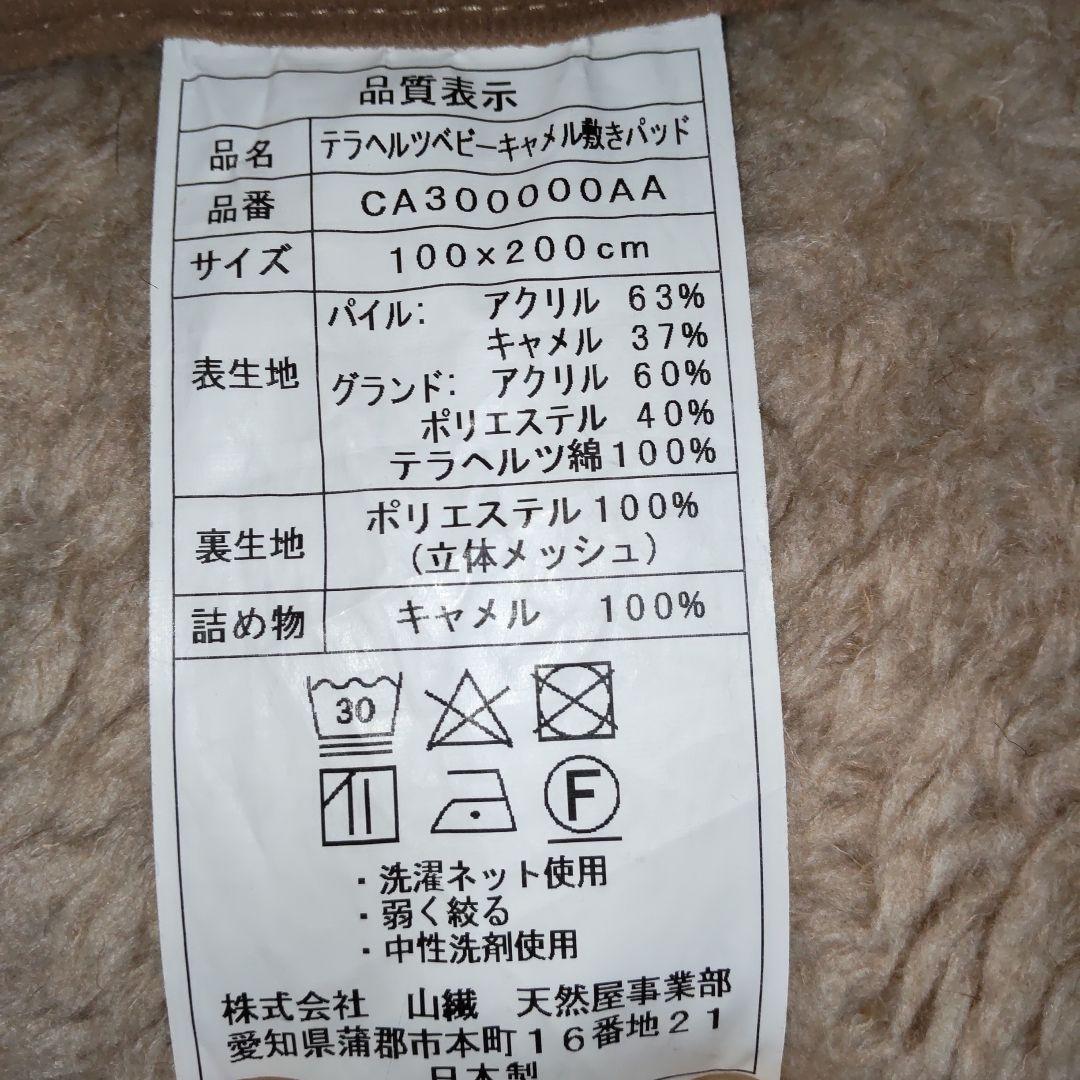 品質表示
品名 テラヘルツベビーキャメル敷きパッド
品番 CA300000AA
サイズ 100×200cm
表生地 パイル: アクリル 63%
キャメル 37%
グランド: アクリル 60%
ポリエステル 40%
テラヘルツ綿100%
裏生地 ポリエステル100%
(立体メッシュ)
詰め物 キャメル 100%
30
F
・洗濯ネット使用
・弱く絞る
・中性洗剤使用
株式会社 山繊 天然屋事業部
愛知県蒲郡市本町16番地21
日本製